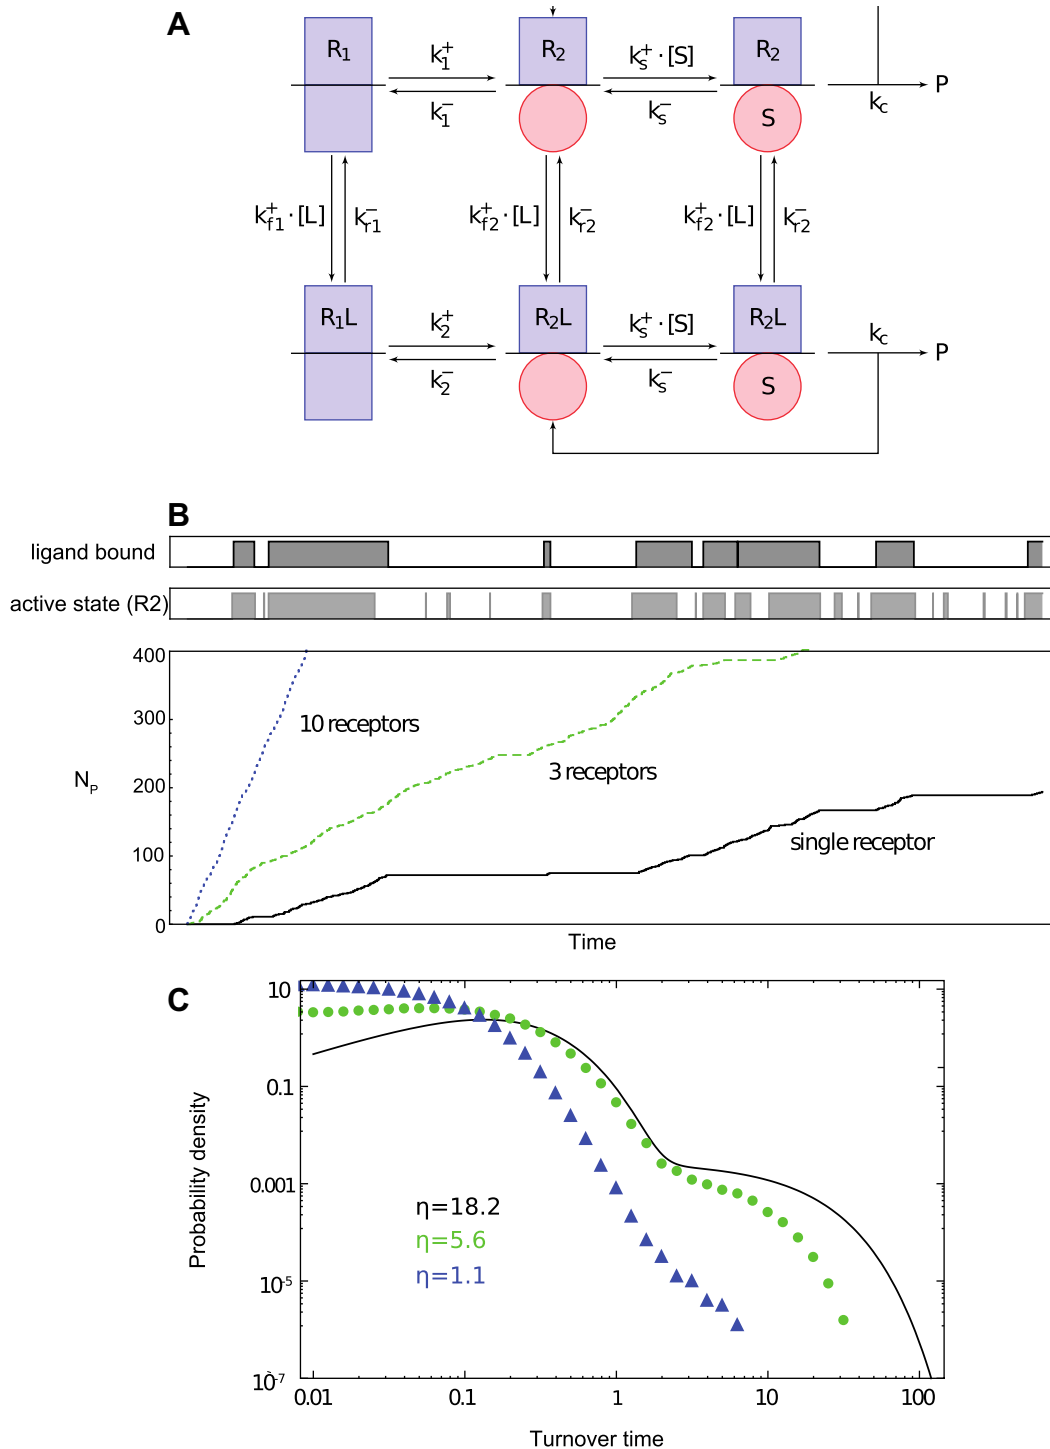 A
R1 k1+ R2 ks+·[S] R2 P
k1- ks- S kc
kf1+·[L] kr1- kf2+·[L] kr2- kf2+·[L] kr2-
R1L k2+ R2L ks+·[S] R2L kc P
k2- ks- S
B
ligand bound
active state (R2)
400
300
10 receptors
3 receptors
NP
200
100
single receptor
0
Time
C
10
0.1
Probability density
0.001
η=18.2
η=5.6
η=1.1
10-5
10-7
0.01 0.1 1 10 100
Turnover time